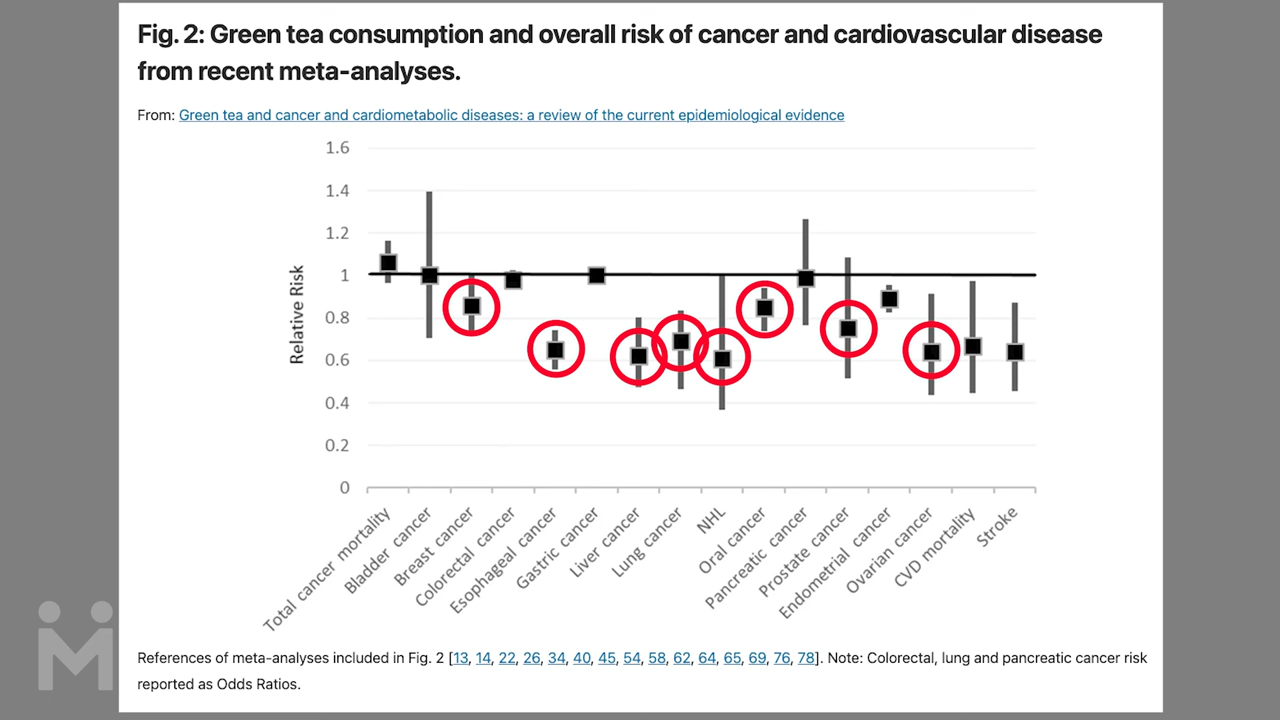 Fig. 2: Green tea consumption and overall risk of cancer and cardiovascular disease
from recent meta-analyses.
From: Green tea and cancer and cardiometabolic diseases: a review of the current epidemiological evidence
Relative Risk
1.6
1.4
1.2
1
0.8
0.6
0.4
0.2
0
Total cancer mortality
Bladder cancer
Breast cancer
Colorectal cancer
Esophageal cancer
Gastric cancer
Liver cancer
Lung cancer
NHL
Oral cancer
Pancreatic cancer
Prostate cancer
Endometrial cancer
Ovarian cancer
CVD mortality
Stroke
References of meta-analyses included in Fig. 2 [13, 14, 22, 26, 34, 40, 45, 54, 58, 62, 64, 65, 69, 76, 78]. Note: Colorectal, lung and pancreatic cancer risk
reported as Odds Ratios.